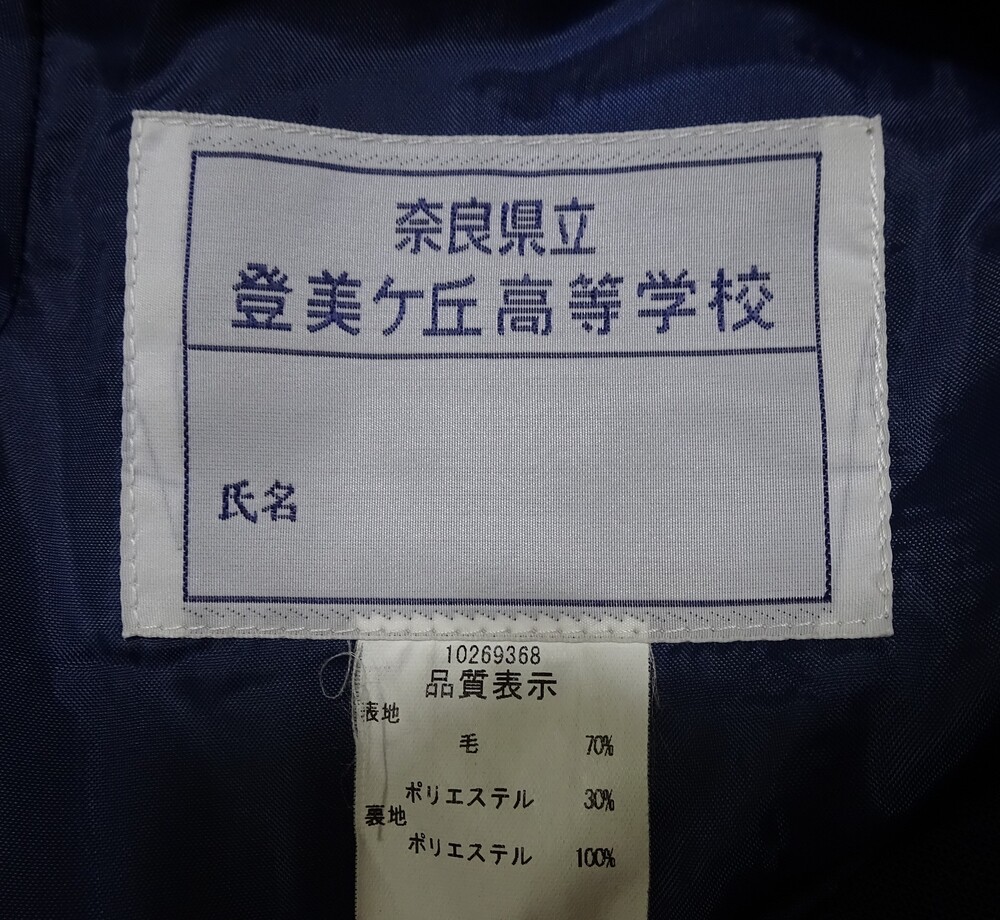 奈良県立
登美ケ丘高等学校
氏名
10269368
品質表示
表地
毛 70%
ポリエステル 30%
裏地
ポリエステル 100%